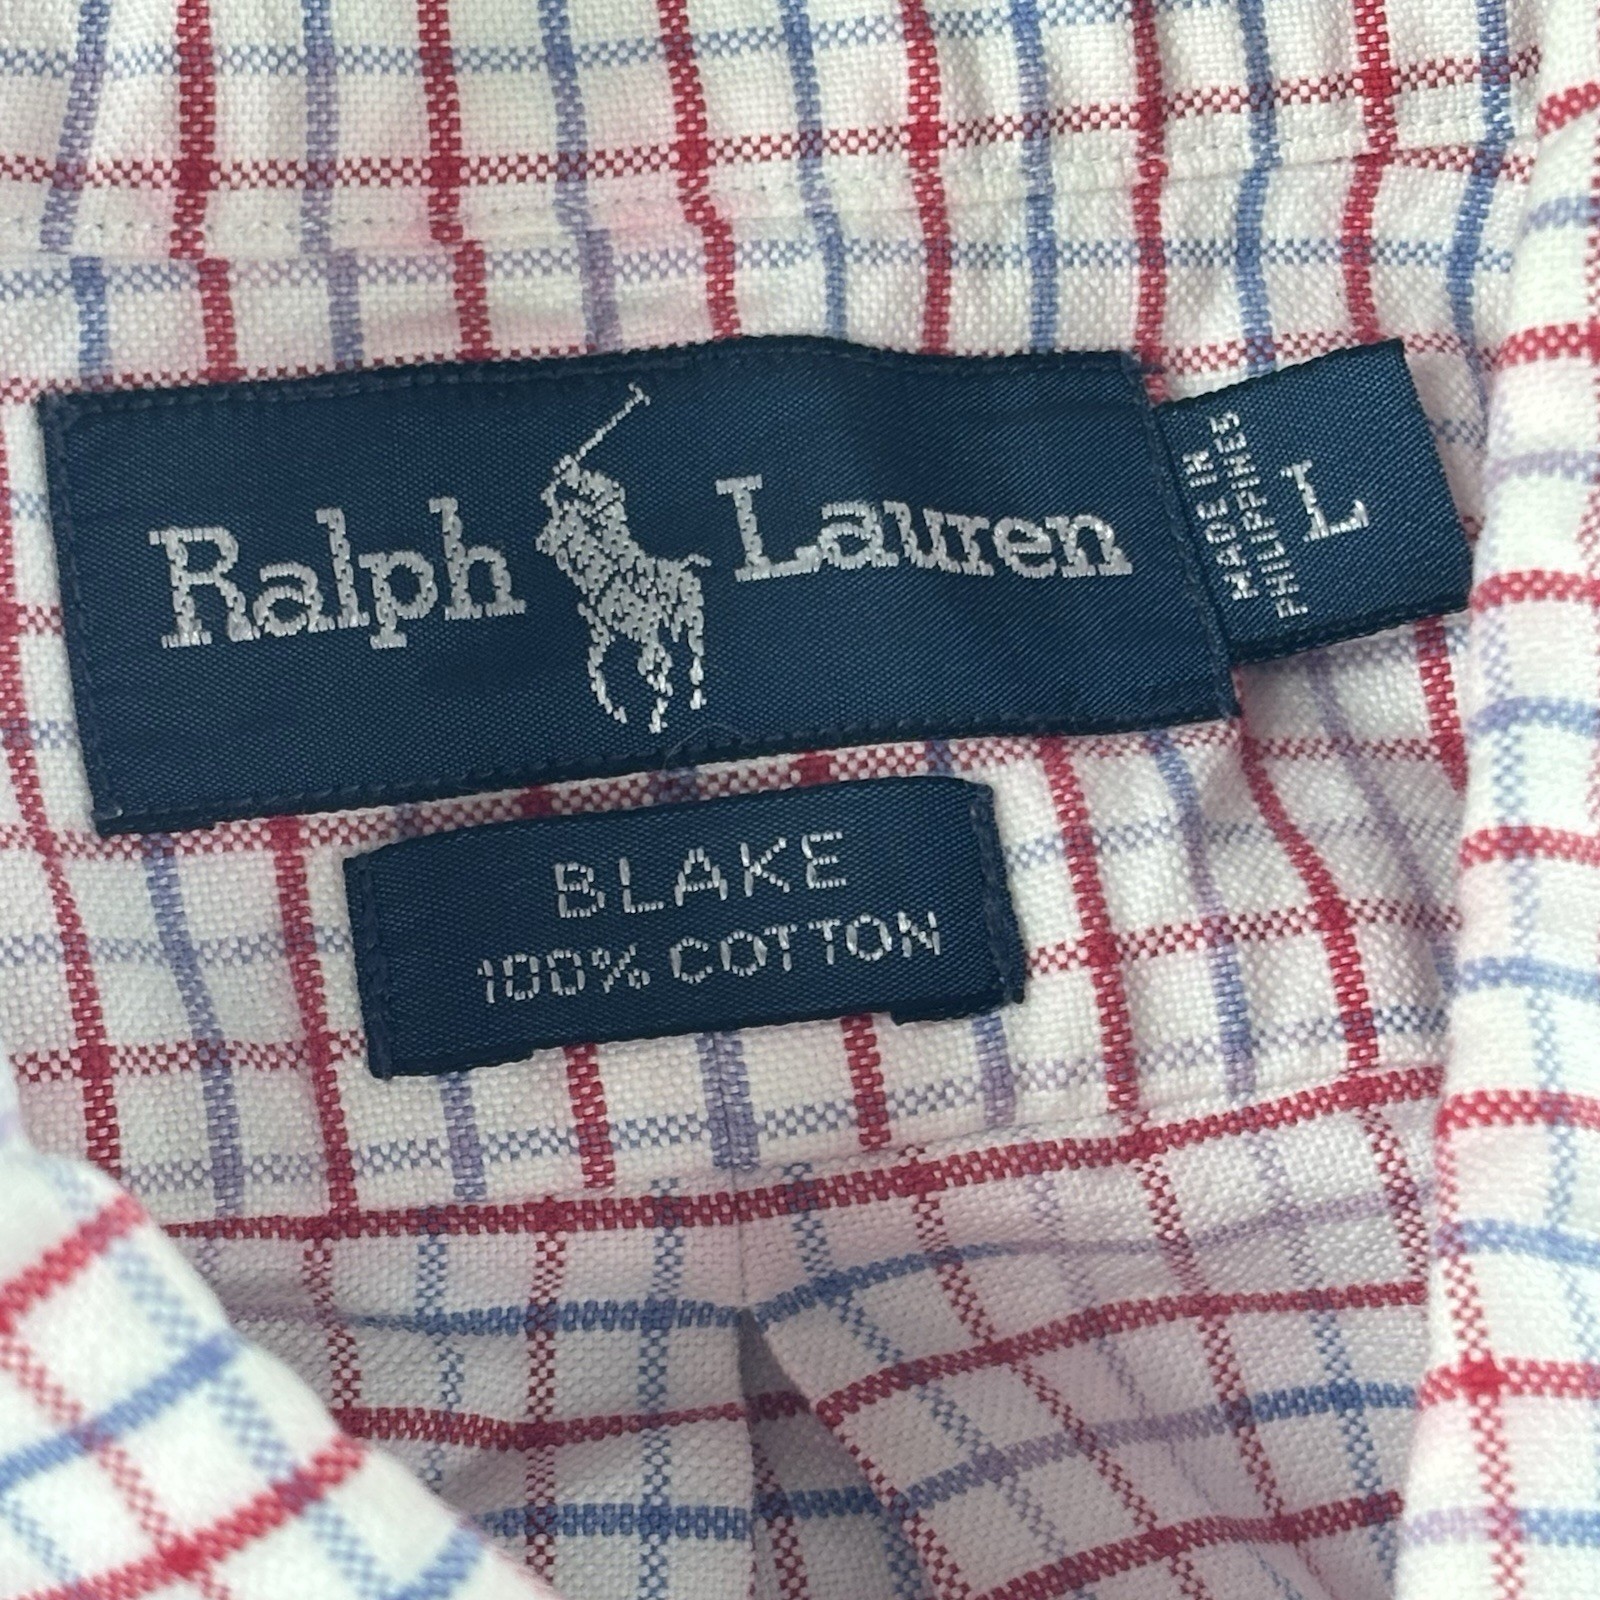 Ralph Lauren
MADE IN
PHILIPPINES
L
BLAKE
100% COTTON